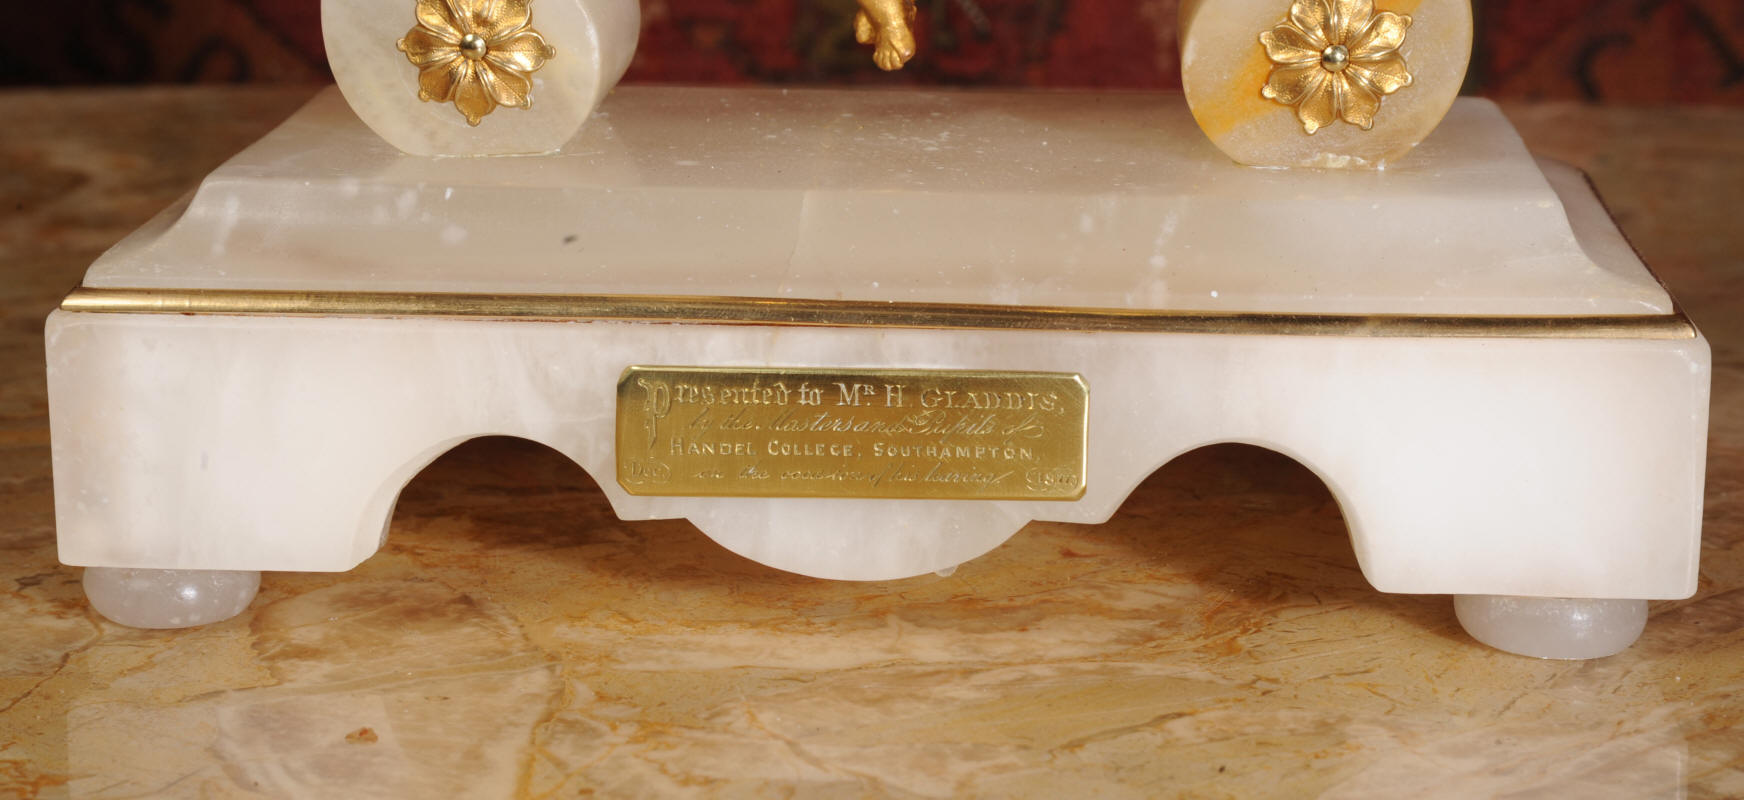 Presented to Mr. H. GLADDIS,
by the Masters and Pupils of
HANDEL COLLEGE, SOUTHAMPTON,
Dec. on the occasion of his leaving